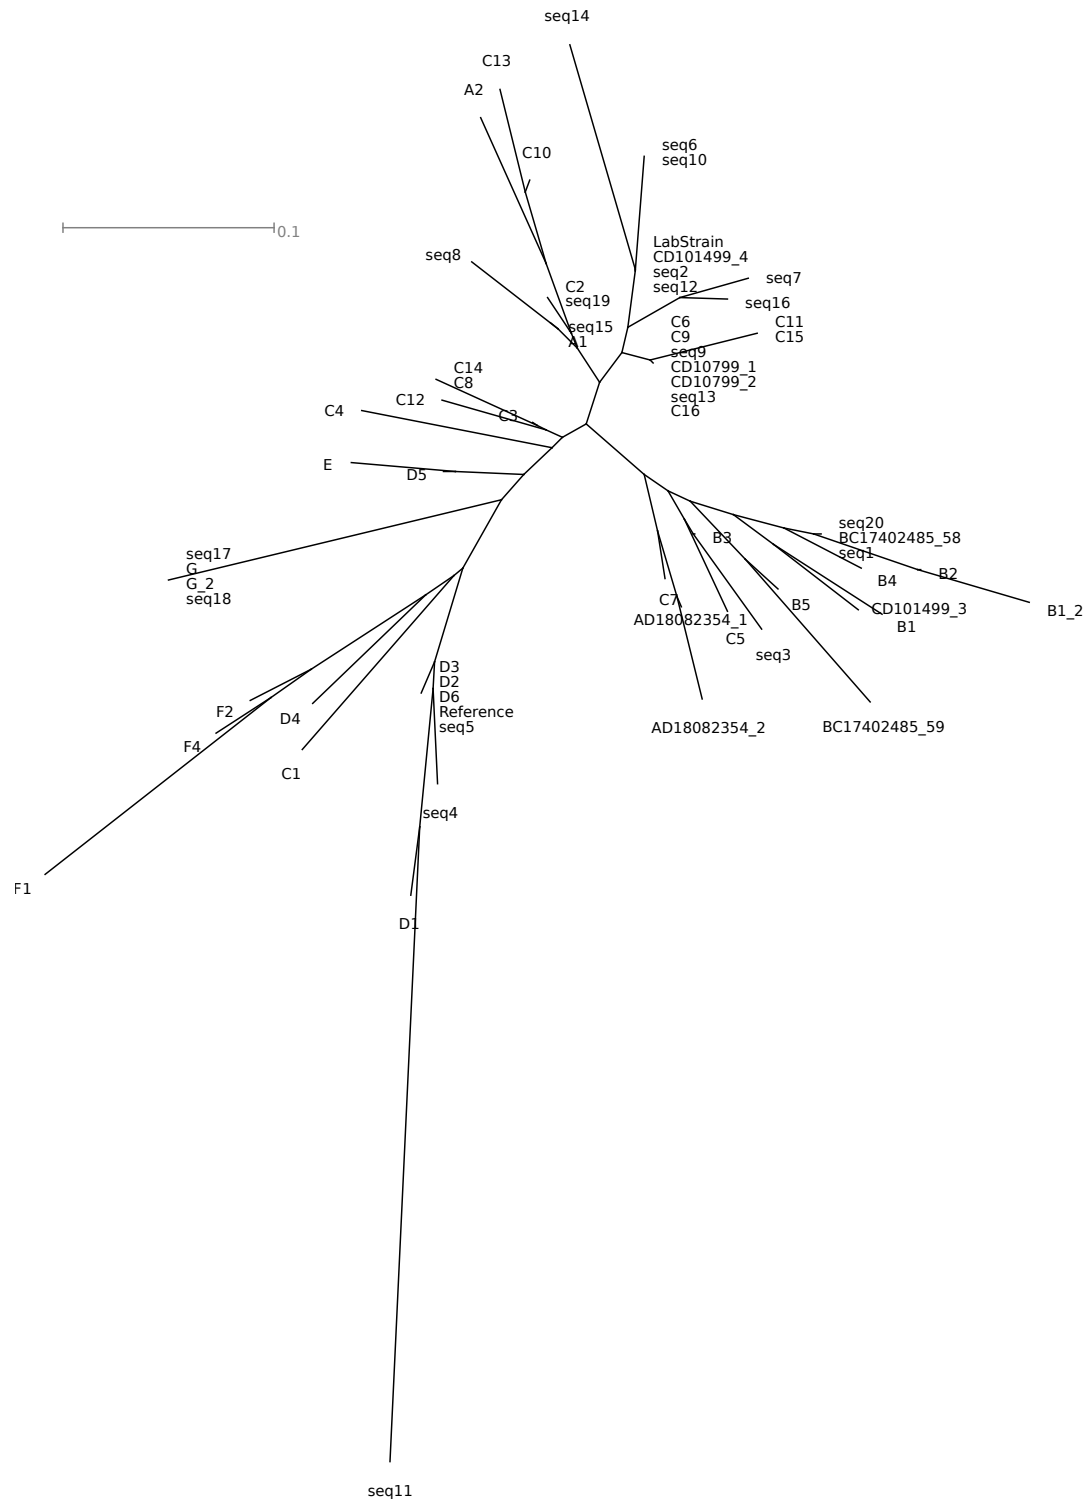 seq14
C13
A2
seq6
seq10
C10
0.1
LabStrain
CD101499_4
seq2
seq12
seq8
seq7
C2
seq19
seq16
seq15
A1
C6
C9
seq9
CD10799_1
CD10799_2
seq13
C16
C11
C15
C14
C8
C12
C4
C3
E
D5
seq20
BC17402485_58
seq1
B3
seq17
G
G_2
seq18
B4
B2
C7
B5
CD101499_3
B1_2
AD18082354_1
B1
C5
seq3
D3
D2
D6
Reference
seq5
F2
D4
AD18082354_2
BC17402485_59
F4
C1
seq4
F1
D1
seq11